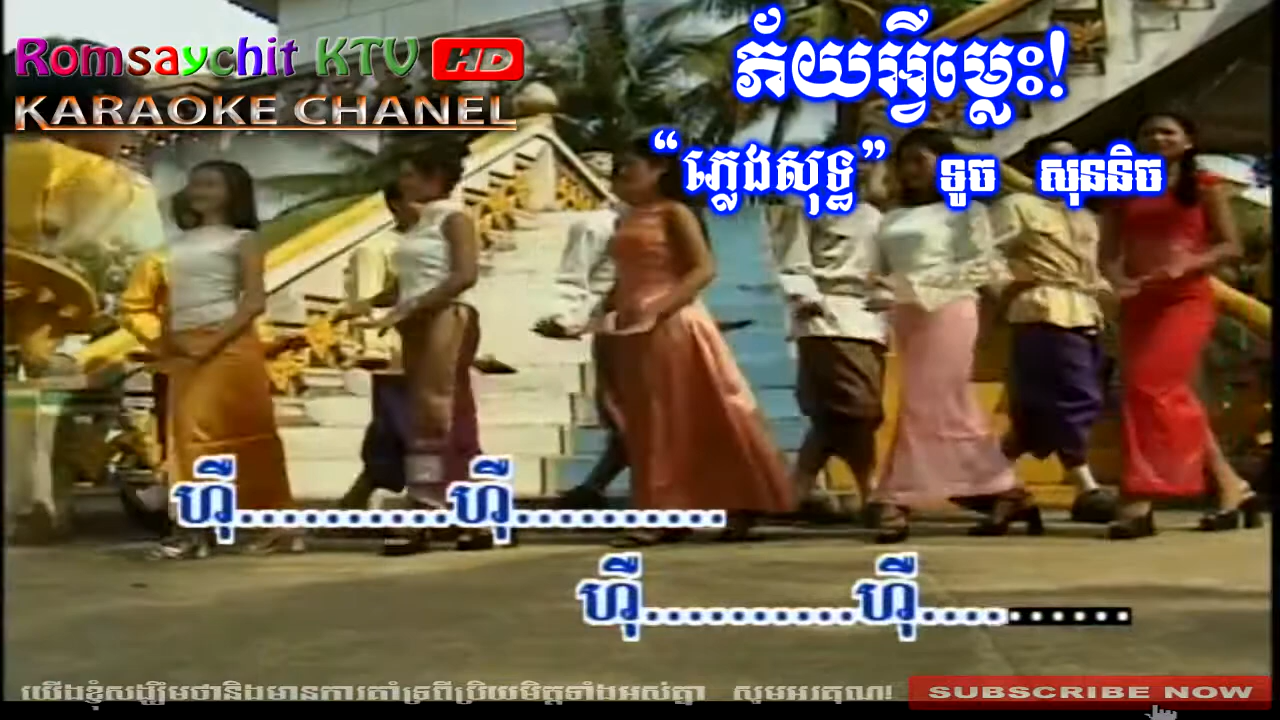 Romsaychit KTV HD
KARAOKE CHANEL
ភ័យអ្វីម្លេះ!
“ភ្លេងសុទ្ធ” ទូច សុននិច
ហ៊ឺ...........ហ៊ឺ...........
ហ៊ឺ...........ហ៊ឺ...........
យើងខ្ញុំសង្ឃឹមថានិងមានការគាំទ្រពីប្រិយមិត្តទាំងអស់គ្នា សូមអរគុណ! SUBSCRIBE NOW